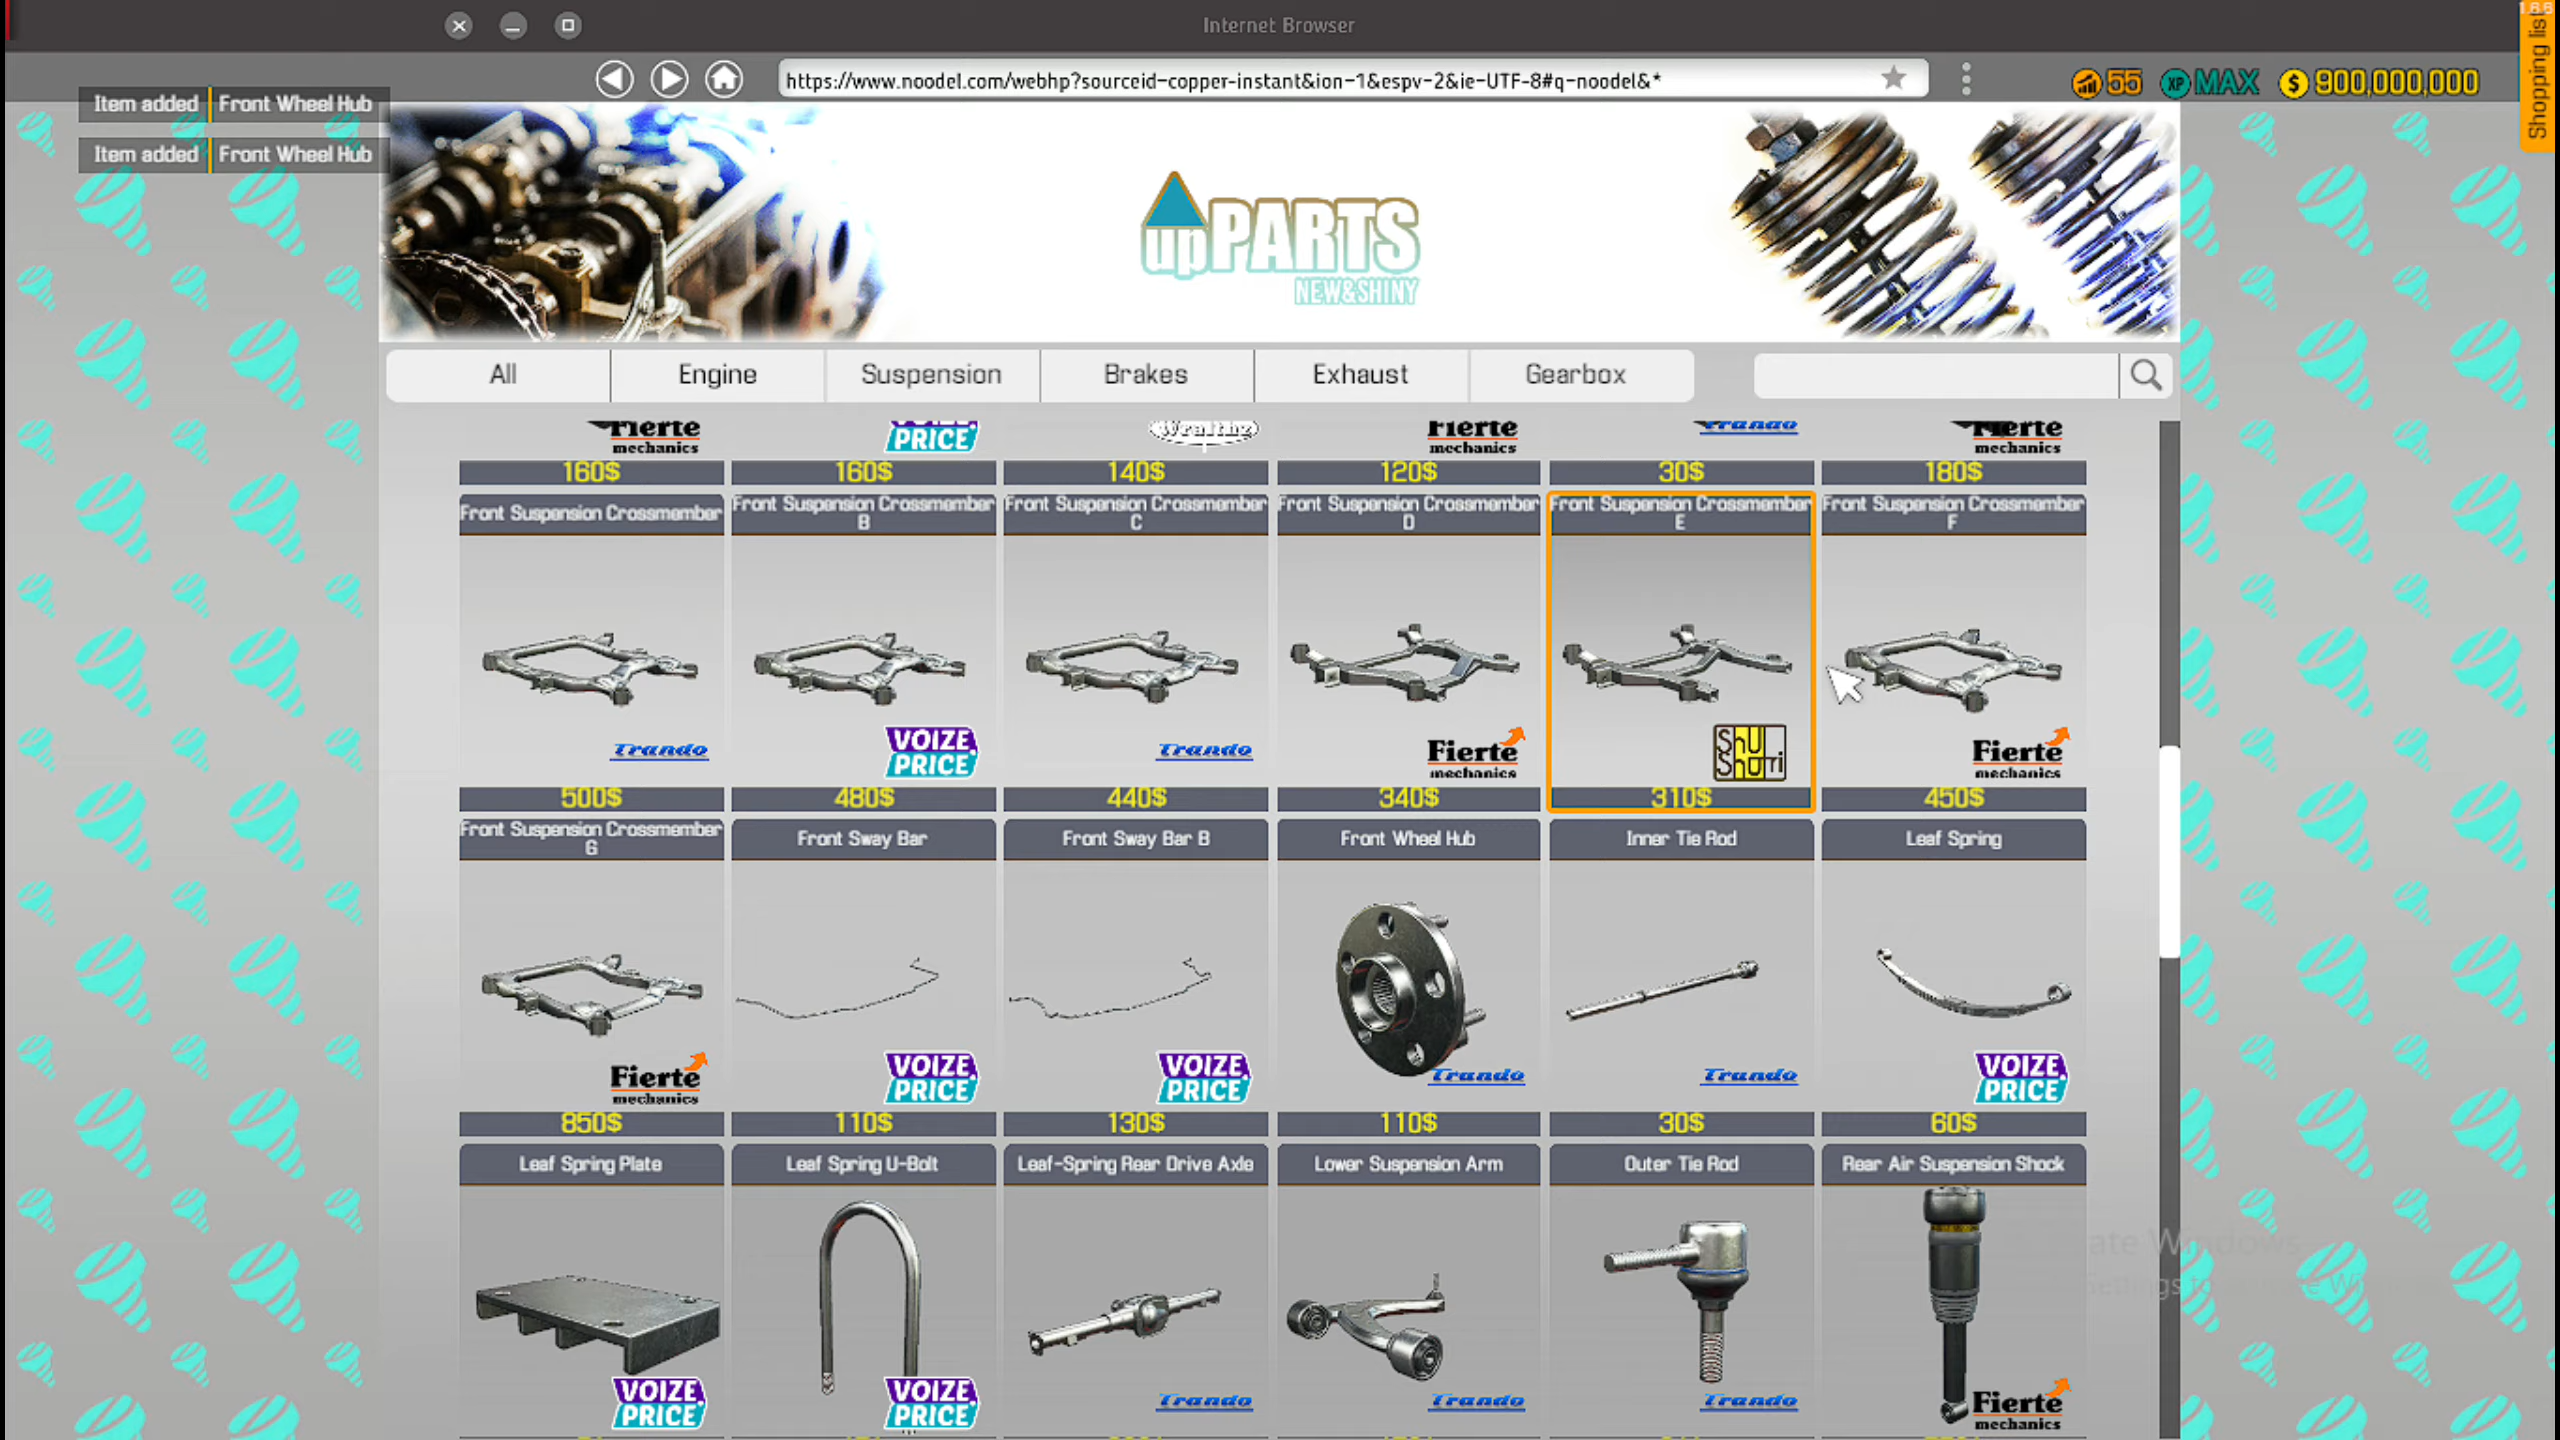 Internet Browser
166
Shopping list
https://www.noodel.com/webhp?sourceid-copper-instant&ion-1&espv-2&ie-UTF-8#q-noodel&*
55
XP MAX
$ 900,000,000
Item added Front Wheel Hub
Item added Front Wheel Hub
upPARTS
NEW&SHINY
All Engine Suspension Brakes Exhaust Gearbox
Fierte mechanics
PRICE
Fierte mechanics
Trando
Fierte mechanics
160$ 160$ 140$ 120$ 30$ 180$
Front Suspension Crossmember
Front Suspension Crossmember B
Front Suspension Crossmember C
Front Suspension Crossmember D
Front Suspension Crossmember E
Front Suspension Crossmember F
Trando
VOIZE PRICE
Trando
Fierte mechanics
Shu Shurri
Fierte mechanics
500$ 480$ 440$ 340$ 310$ 450$
Front Suspension Crossmember G
Front Sway Bar
Front Sway Bar B
Front Wheel Hub
Inner Tie Rod
Leaf Spring
Fierte mechanics
VOIZE PRICE
VOIZE PRICE
Trando
Trando
VOIZE PRICE
850$ 110$ 130$ 110$ 30$ 60$
Leaf Spring Plate
Leaf Spring U-Bolt
Leaf-Spring Rear Drive Axle
Lower Suspension Arm
Outer Tie Rod
Rear Air Suspension Shock
VOIZE PRICE
VOIZE PRICE
Trando
Trando
Trando
Fierte mechanics
ate Windows